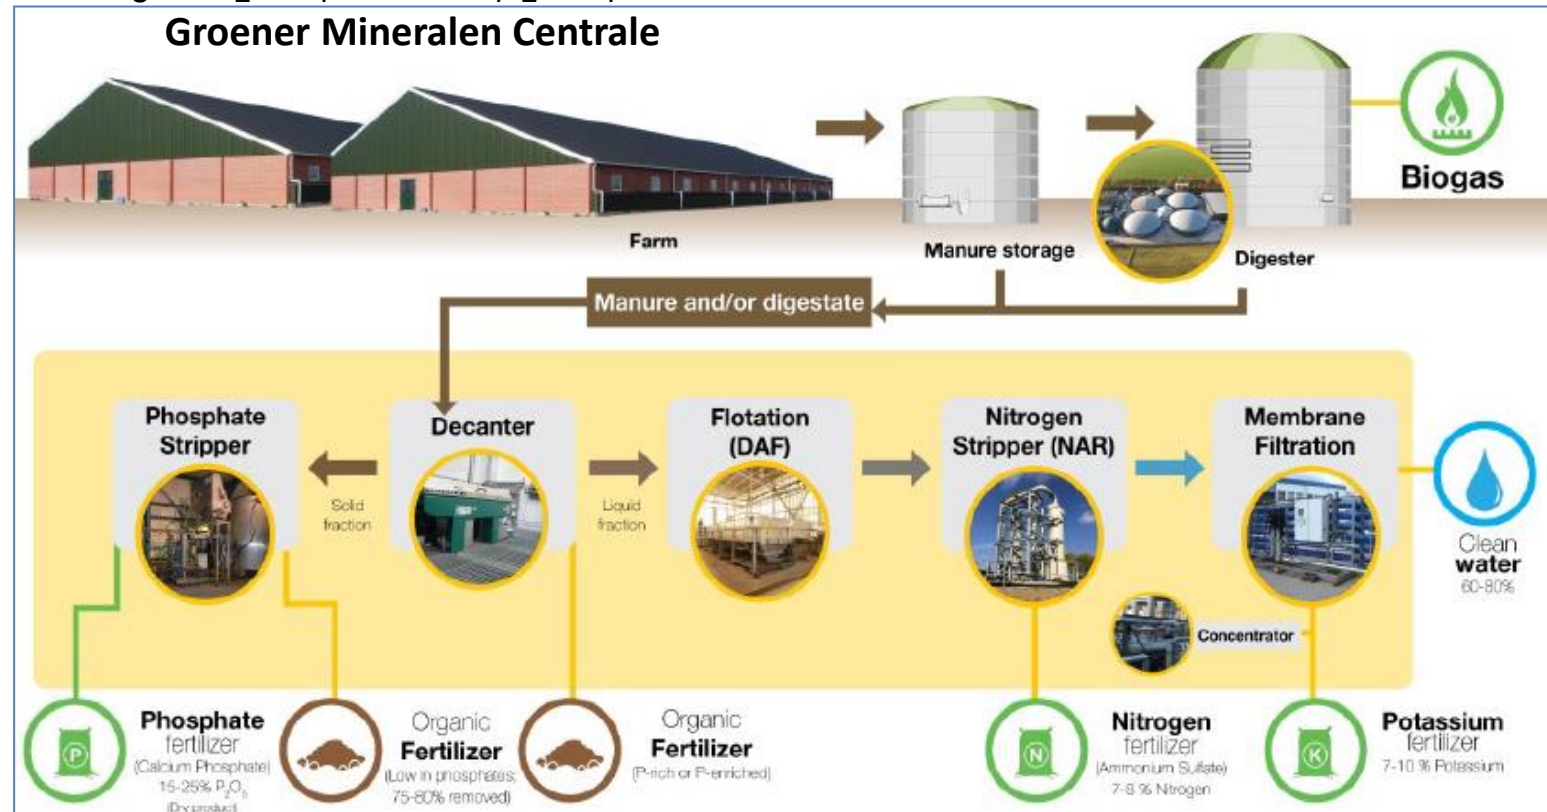 Groener Mineralen Centrale
Biogas
Farm
Manure storage
Digester
Manure and/or digestate
Phosphate
Stripper
Solid
fraction
Decanter
Liquid
fraction
Flotation
(DAF)
Nitrogen
Stripper (NAR)
Membrane
Filtration
Clean
water
60-80%
Concentrator
Phosphate
fertilizer
(Calcium Phosphate)
15-25% P₂O₅
P
Organic
Fertilizer
(Low in phosphates;
75-80% removed)
Organic
Fertilizer
(P-rich or P-enriched)
N
Nitrogen
fertilizer
(Ammonium Sulfate)
7-8 % Nitrogen
K
Potassium
fertilizer
7-10 % Potassium